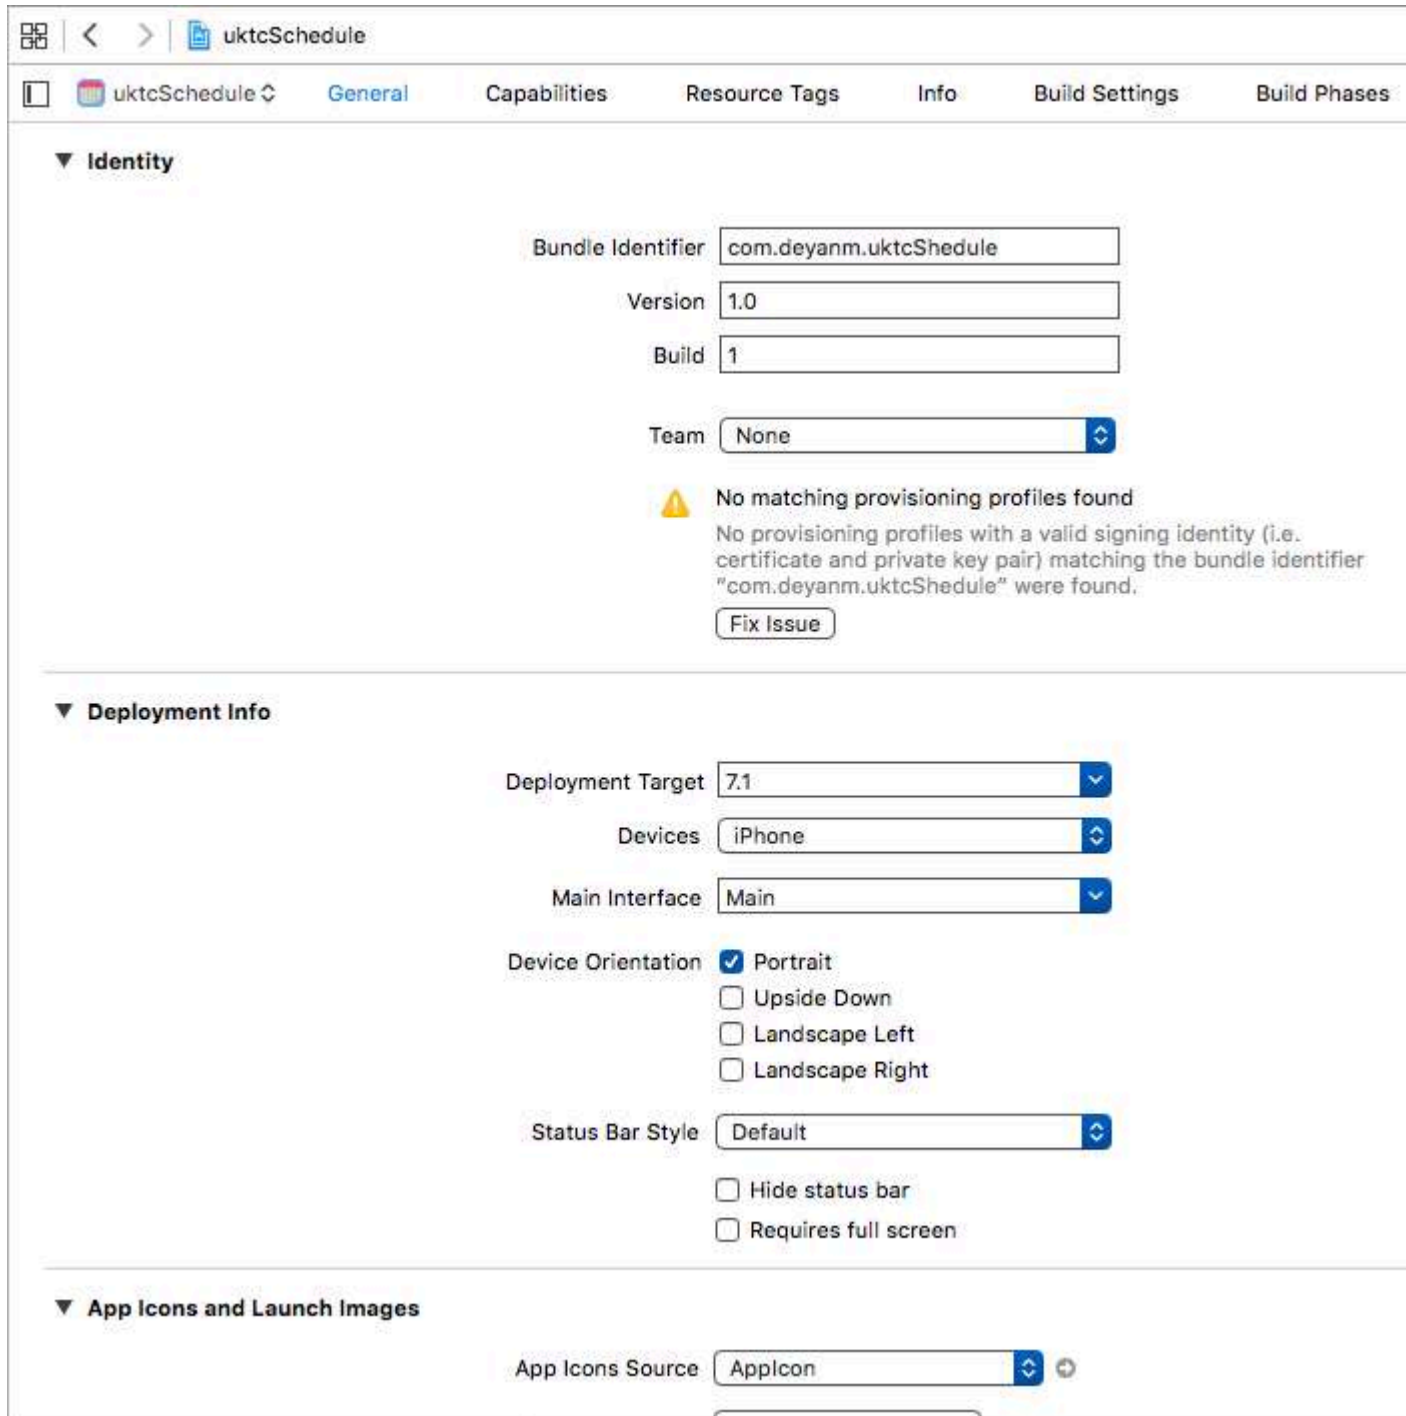 uktcSchedule
uktcSchedule General Capabilities Resource Tags Info Build Settings Build Phases
Identity
Bundle Identifier com.deyanm.uktcShedule
Version 1.0
Build 1
Team None
No matching provisioning profiles found
No provisioning profiles with a valid signing identity (i.e.
certificate and private key pair) matching the bundle identifier
"com.deyanm.uktcShedule" were found.
Fix Issue
Deployment Info
Deployment Target 7.1
Devices iPhone
Main Interface Main
Device Orientation Portrait
Upside Down
Landscape Left
Landscape Right
Status Bar Style Default
Hide status bar
Requires full screen
App Icons and Launch Images
App Icons Source AppIcon